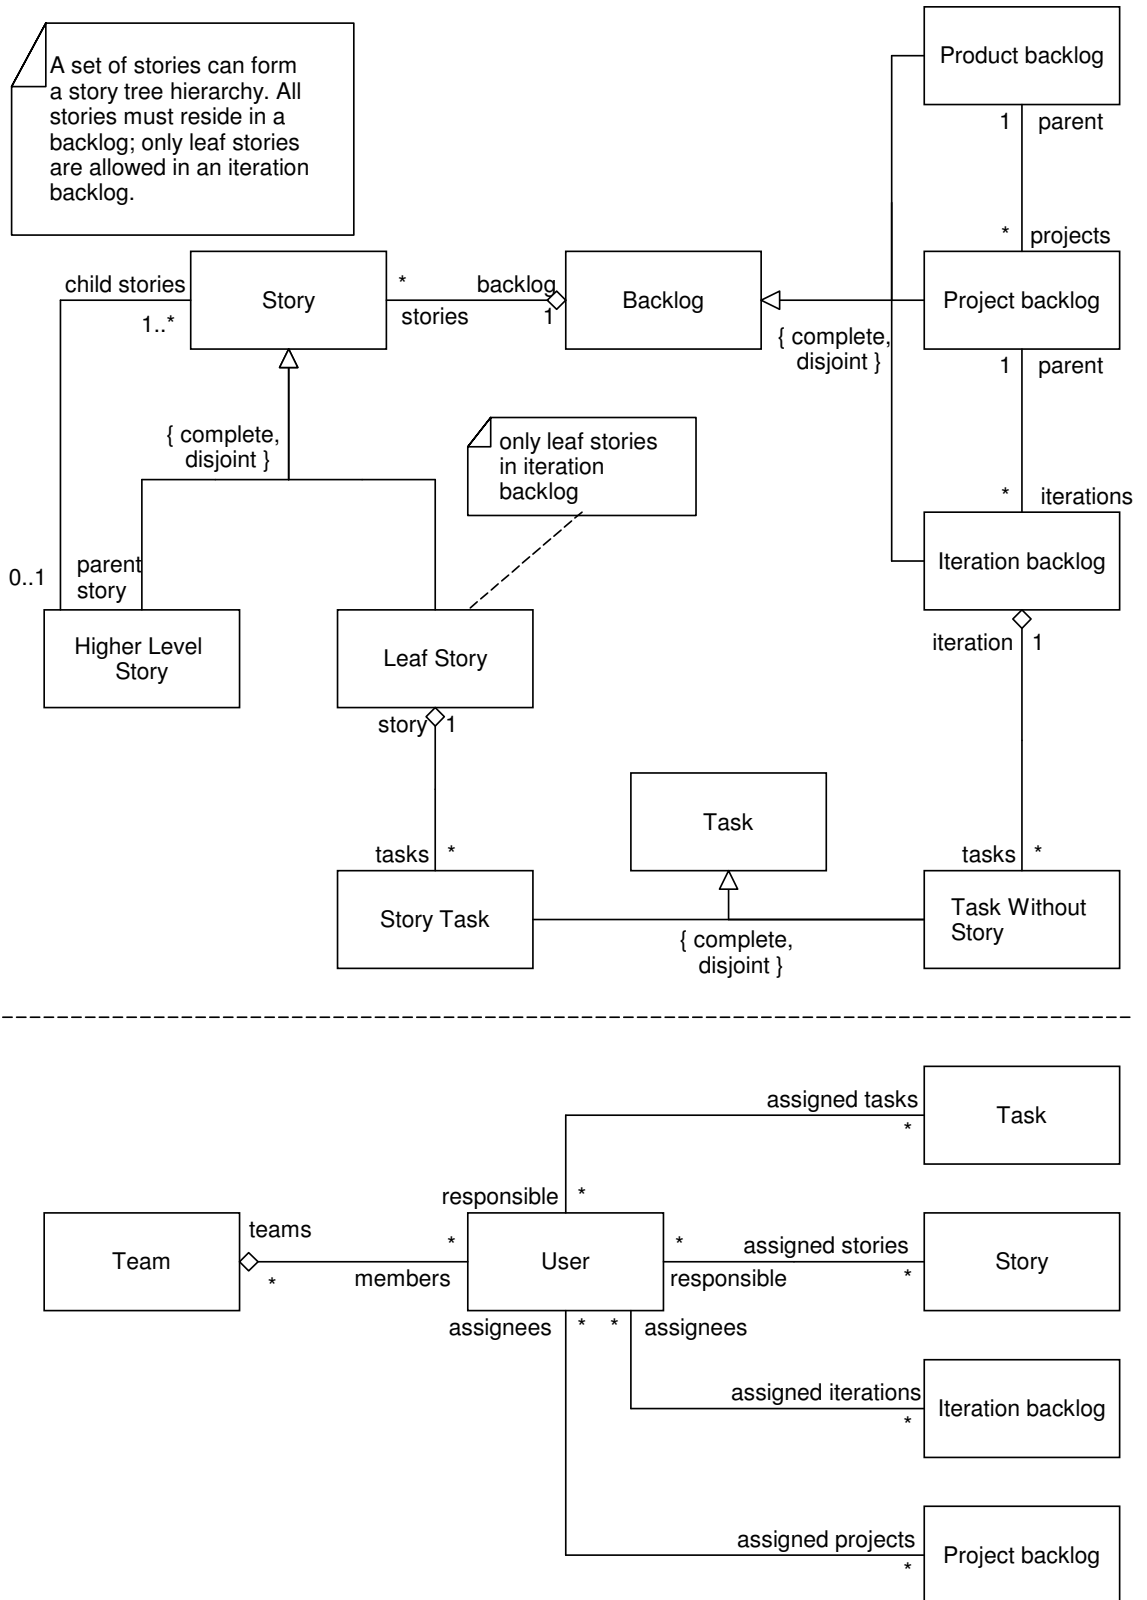 A set of stories can form
a story tree hierarchy. All
stories must reside in a
backlog; only leaf stories
are allowed in an iteration
backlog.
Product backlog
1 parent
* projects
child stories
1..*
Story
*
stories
backlog
1
Backlog
{ complete,
disjoint }
Project backlog
1 parent
{ complete,
disjoint }
only leaf stories
in iteration
backlog
* iterations
Iteration backlog
0..1
parent
story
Higher Level
Story
Leaf Story
iteration 1
story 1
Task
tasks *
tasks *
Story Task
{ complete,
disjoint }
Task Without
Story
assigned tasks
*
Task
responsible *
Team
teams
*
*
members
User
*
responsible
assigned stories
*
Story
assignees *
* assignees
assigned iterations
*
Iteration backlog
assigned projects
*
Project backlog